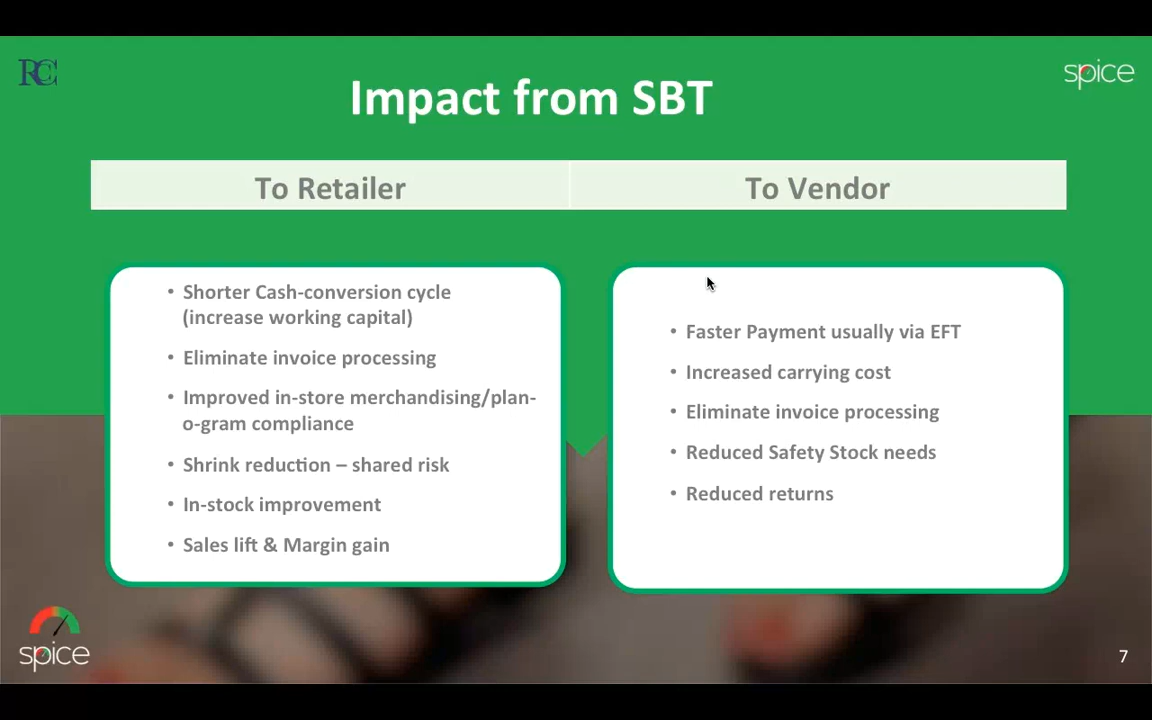 RCC
spice
Impact from SBT
To Retailer
To Vendor
• Shorter Cash-conversion cycle
(increase working capital)
• Eliminate invoice processing
• Improved in-store merchandising/plan-
o-gram compliance
• Shrink reduction – shared risk
• In-stock improvement
• Sales lift & Margin gain
• Faster Payment usually via EFT
• Increased carrying cost
• Eliminate invoice processing
• Reduced Safety Stock needs
• Reduced returns
spice
7